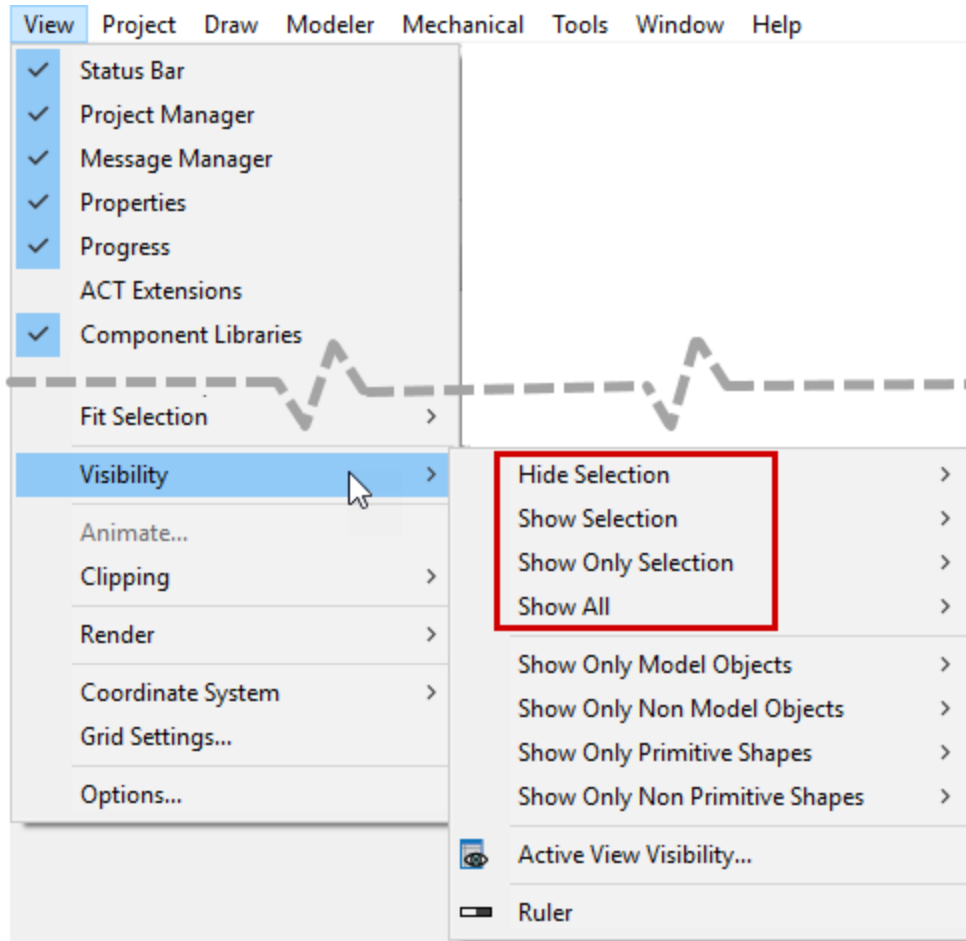 View Project Draw Modeler Mechanical Tools Window Help
Status Bar
Project Manager
Message Manager
Properties
Progress
ACT Extensions
Component Libraries
Fit Selection
Visibility
Animate...
Clipping
Render
Coordinate System
Grid Settings...
Options...
Hide Selection
Show Selection
Show Only Selection
Show All
Show Only Model Objects
Show Only Non Model Objects
Show Only Primitive Shapes
Show Only Non Primitive Shapes
Active View Visibility...
Ruler